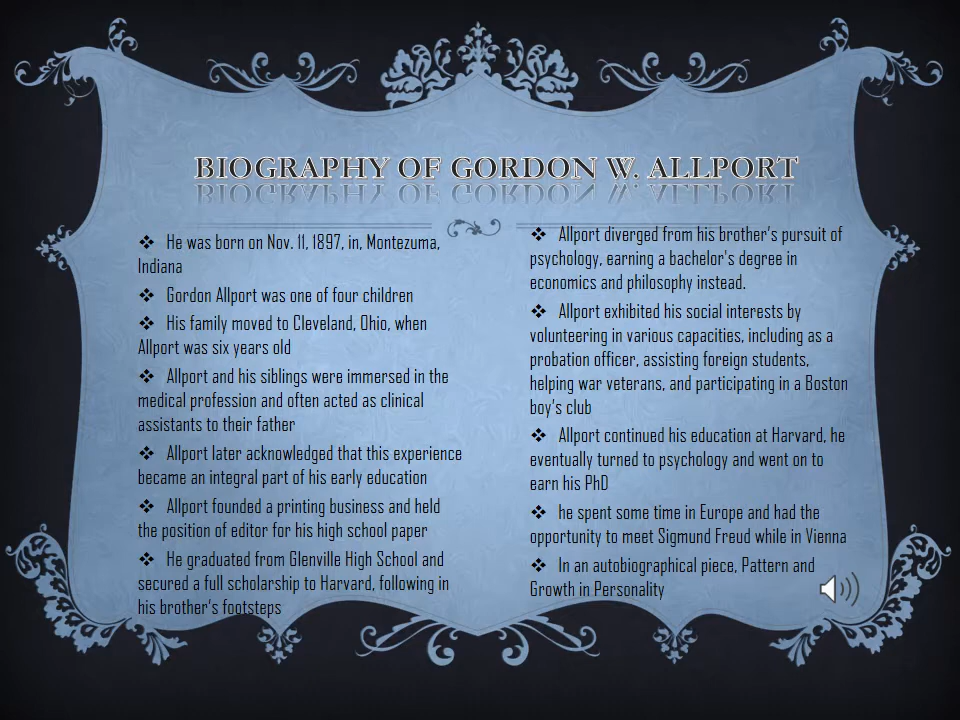 BIOGRAPHY OF GORDON W. ALLPORT
❖ He was born on Nov. 11, 1897, in, Montezuma,
Indiana
❖ Gordon Allport was one of four children
❖ His family moved to Cleveland, Ohio, when
Allport was six years old
❖ Allport and his siblings were immersed in the
medical profession and often acted as clinical
assistants to their father
❖ Allport later acknowledged that this experience
became an integral part of his early education
❖ Allport founded a printing business and held
the position of editor for his high school paper
❖ He graduated from Glenville High School and
secured a full scholarship to Harvard, following in
his brother's footsteps
❖ Allport diverged from his brother's pursuit of
psychology, earning a bachelor's degree in
economics and philosophy instead.
❖ Allport exhibited his social interests by
volunteering in various capacities, including as a
probation officer, assisting foreign students,
helping war veterans, and participating in a Boston
boy's club
❖ Allport continued his education at Harvard, he
eventually turned to psychology and went on to
earn his PhD
❖ he spent some time in Europe and had the
opportunity to meet Sigmund Freud while in Vienna
❖ In an autobiographical piece, Pattern and
Growth in Personality